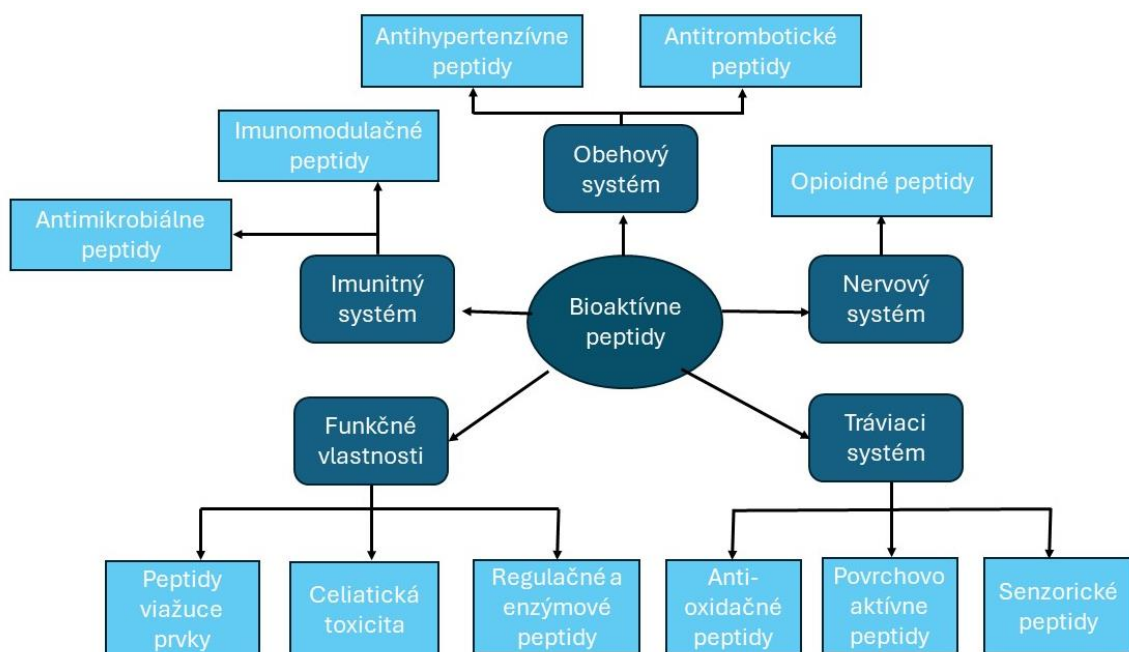 Antihypertenzívne
peptidy
Antitrombotické
peptidy
Imunomodulačné
peptidy
Obehový
systém
Opioidné peptidy
Antimikrobiálne
peptidy
Imunitný
systém
Bioaktívne
peptidy
Nervový
systém
Funkčné
vlastnosti
Tráviaci
systém
Peptidy
viažuce
prvky
Celiatická
toxicita
Regulačné a
enzýmové
peptidy
Anti-
oxidačné
peptidy
Povrchovo
aktívne
peptidy
Senzorické
peptidy